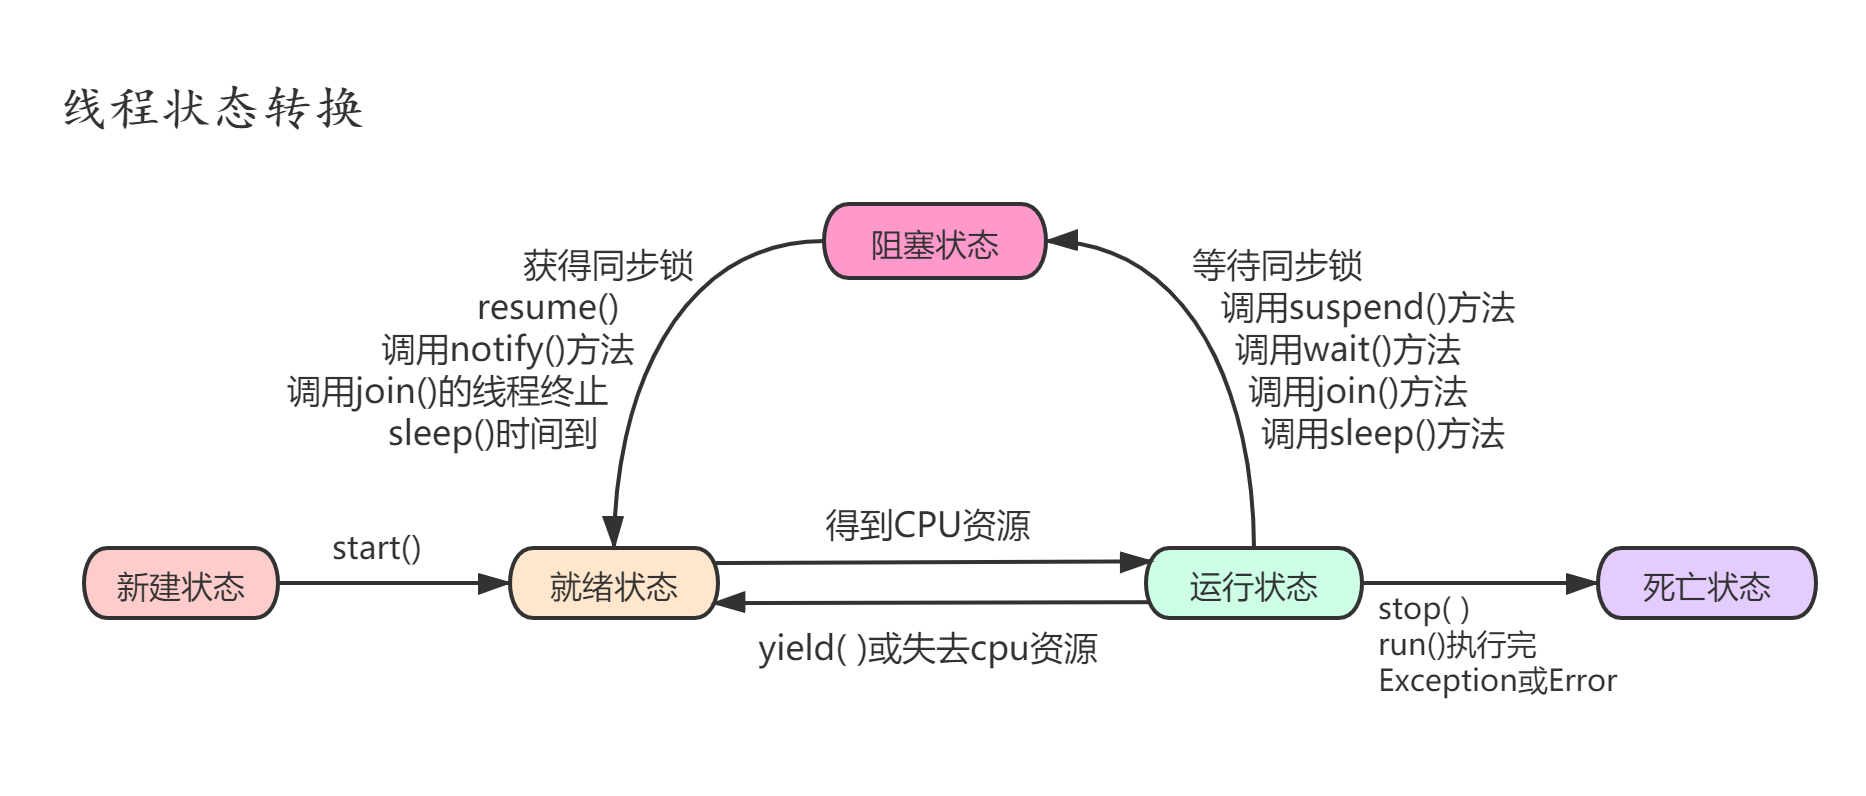 线程状态转换
阻塞状态
获得同步锁
resume()
调用notify()方法
调用join()的线程终止
sleep()时间到
等待同步锁
调用suspend()方法
调用wait()方法
调用join()方法
调用sleep()方法
新建状态
start()
就绪状态
得到CPU资源
yield( )或失去cpu资源
运行状态
stop( )
run()执行完
Exception或Error
死亡状态